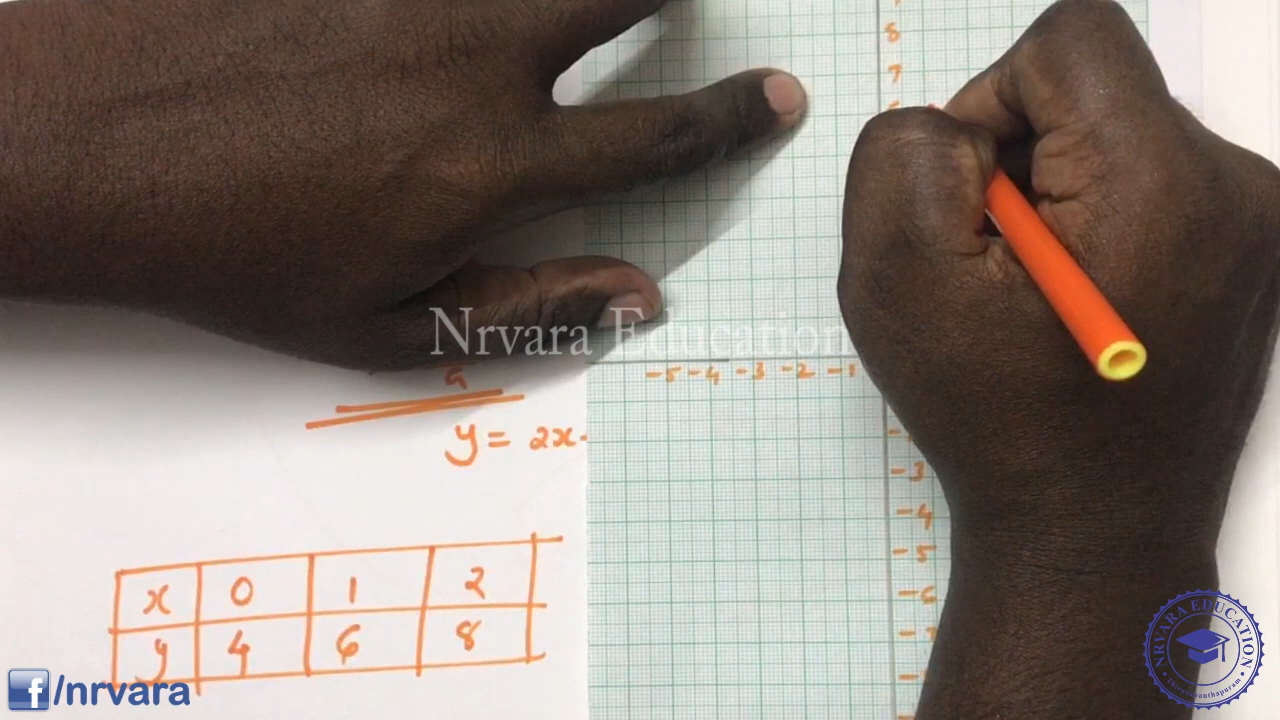 8
7
Nrvara Education
-5 -4 -3 -2 -1
y = 2x
-3
-4
-5
-6
x 0 1 2
y 4 6 8
/nrvara
NRVARA EDUCATION
Thiruvananthapuram